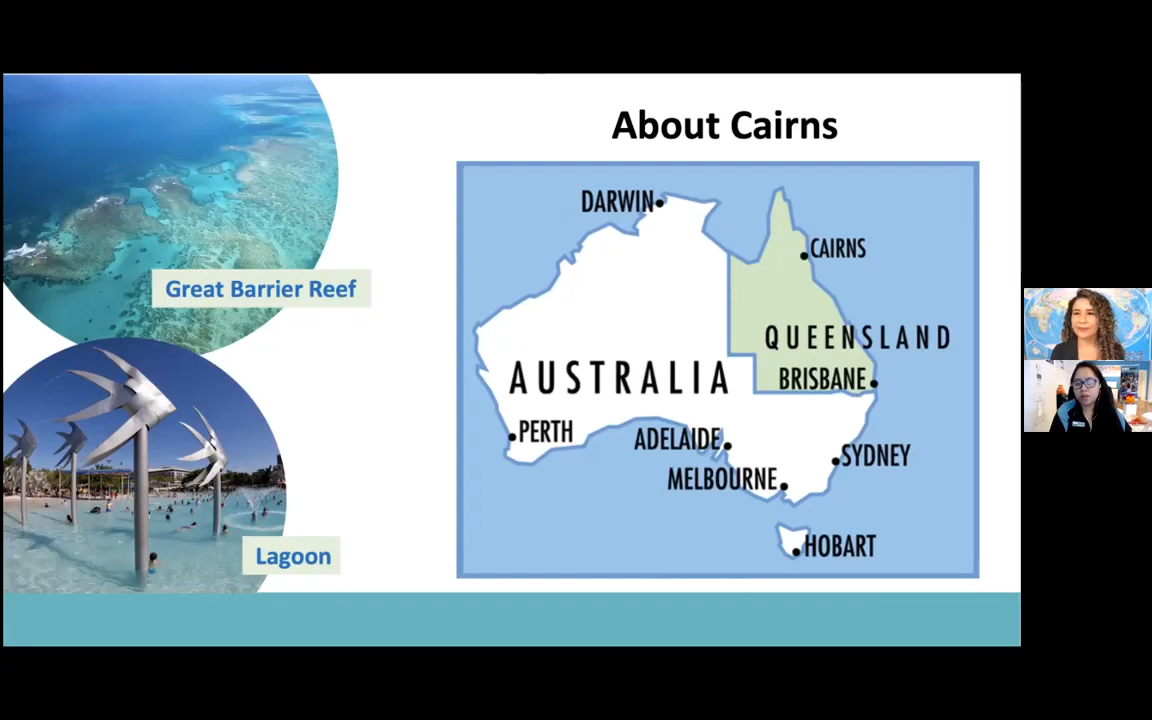 About Cairns
Great Barrier Reef
Lagoon
DARWIN
CAIRNS
QUEENSLAND
AUSTRALIA
BRISBANE
PERTH
ADELAIDE
SYDNEY
MELBOURNE
HOBART